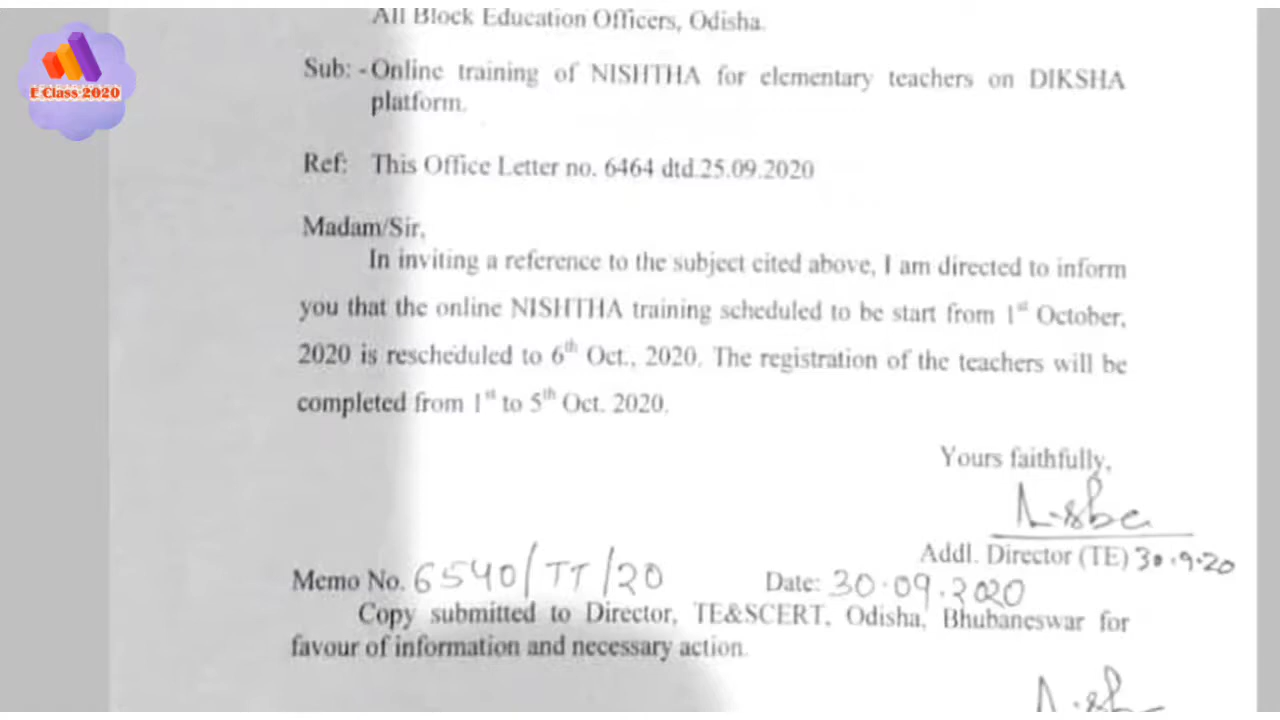 All Block Education Officers, Odisha.
E Class 2020
Sub: - Online training of NISHTHA for elementary teachers on DIKSHA
platform.
Ref: This Office Letter no. 6464 dtd.25.09.2020
Madam/Sir,
In inviting a reference to the subject cited above, I am directed to inform
you that the online NISHTHA training scheduled to be start from 1st October,
2020 is rescheduled to 6th Oct., 2020. The registration of the teachers will be
completed from 1st to 5th Oct. 2020.
Yours faithfully,
Addl. Director (TE) 30.9.20
Memo No. 6540/TT/20 Date: 30.09.2020
Copy submitted to Director, TE&SCERT, Odisha, Bhubaneswar for
favour of information and necessary action.